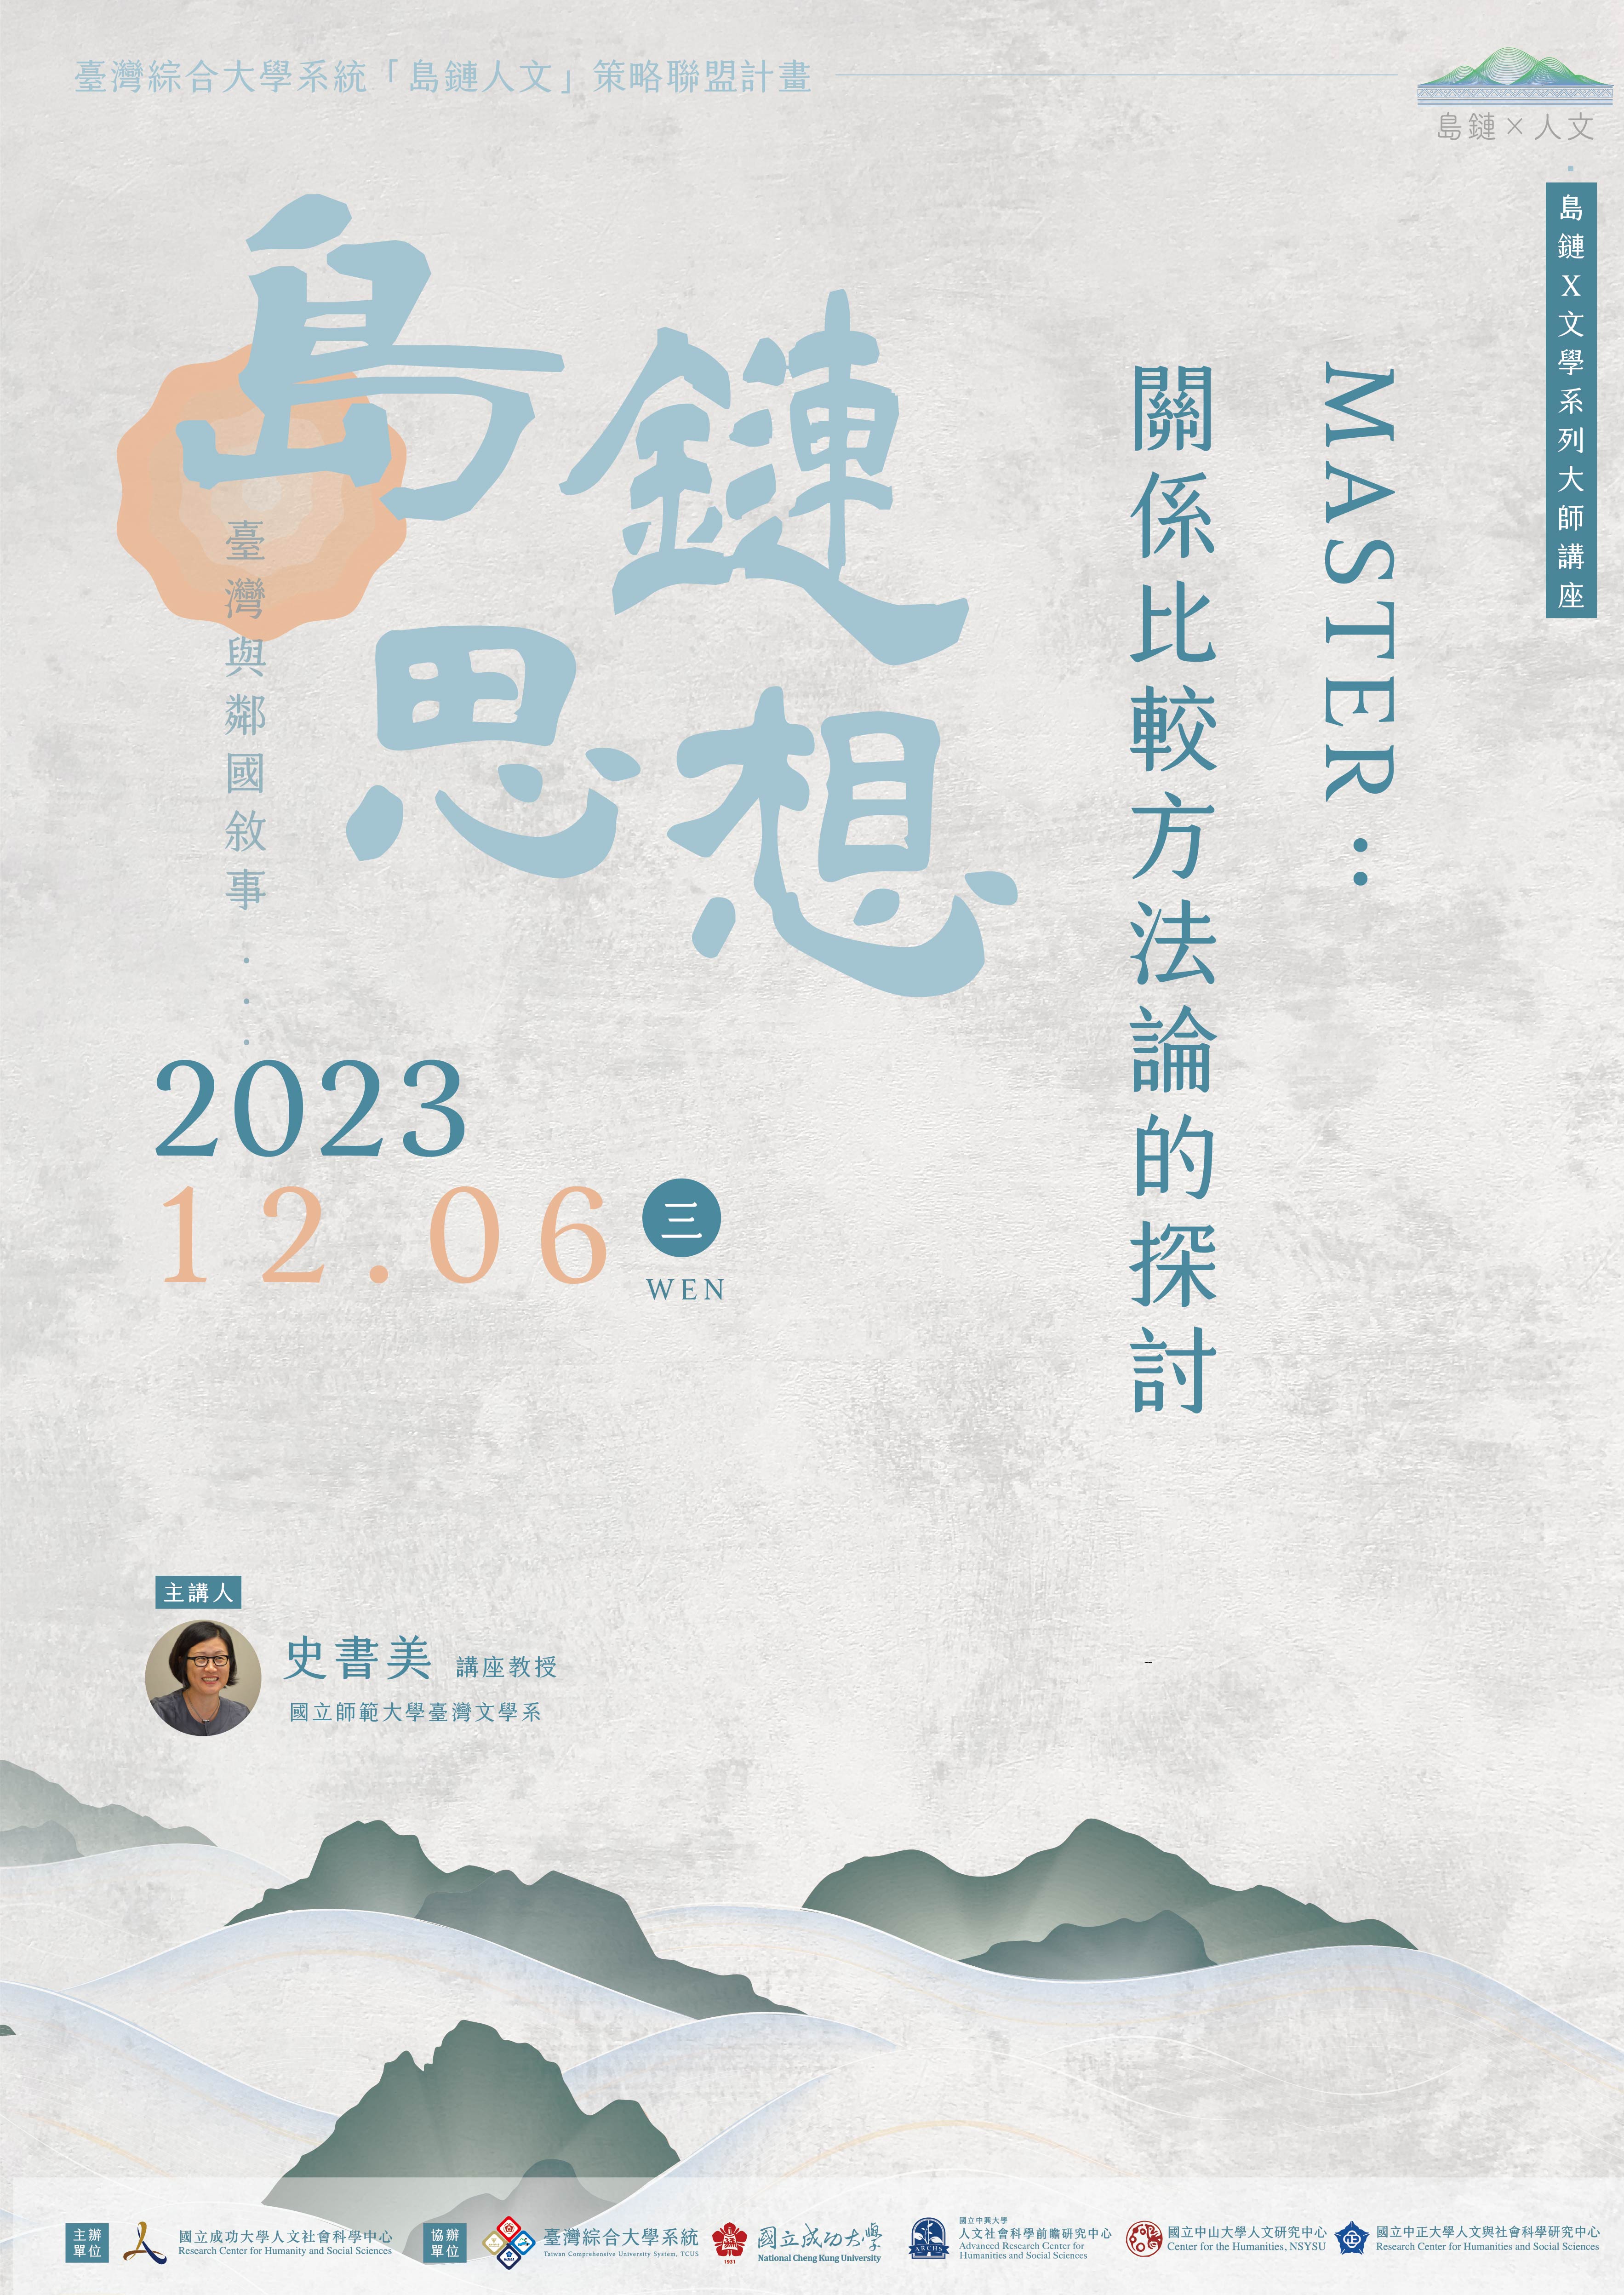 臺灣綜合大學系統「島鏈人文」策略聯盟計畫
島鏈×人文
島鏈X文學系列大師講座
MASTER：
關係比較方法論的探討
島鏈
思想
臺灣與鄰國敘事...
2023
12.06
三
WEN
主講人
史書美 講座教授
國立師範大學臺灣文學系
主辦
單位
國立成功大學人文社會科學中心
Research Center for Humanity and Social Sciences
協辦
單位
臺灣綜合大學系統
Taiwan Comprehensive University System, TCUS
1931
國立成功大學
National Cheng Kung University
ARCHS
國立中興大學
人文社會科學前瞻研究中心
Advanced Research Center for
Humanities and Social Sciences
國立中山大學人文研究中心
Center for the Humanities, NSYSU
國立中正大學人文與社會科學研究中心
Research Center for Humanities and Social Sciences